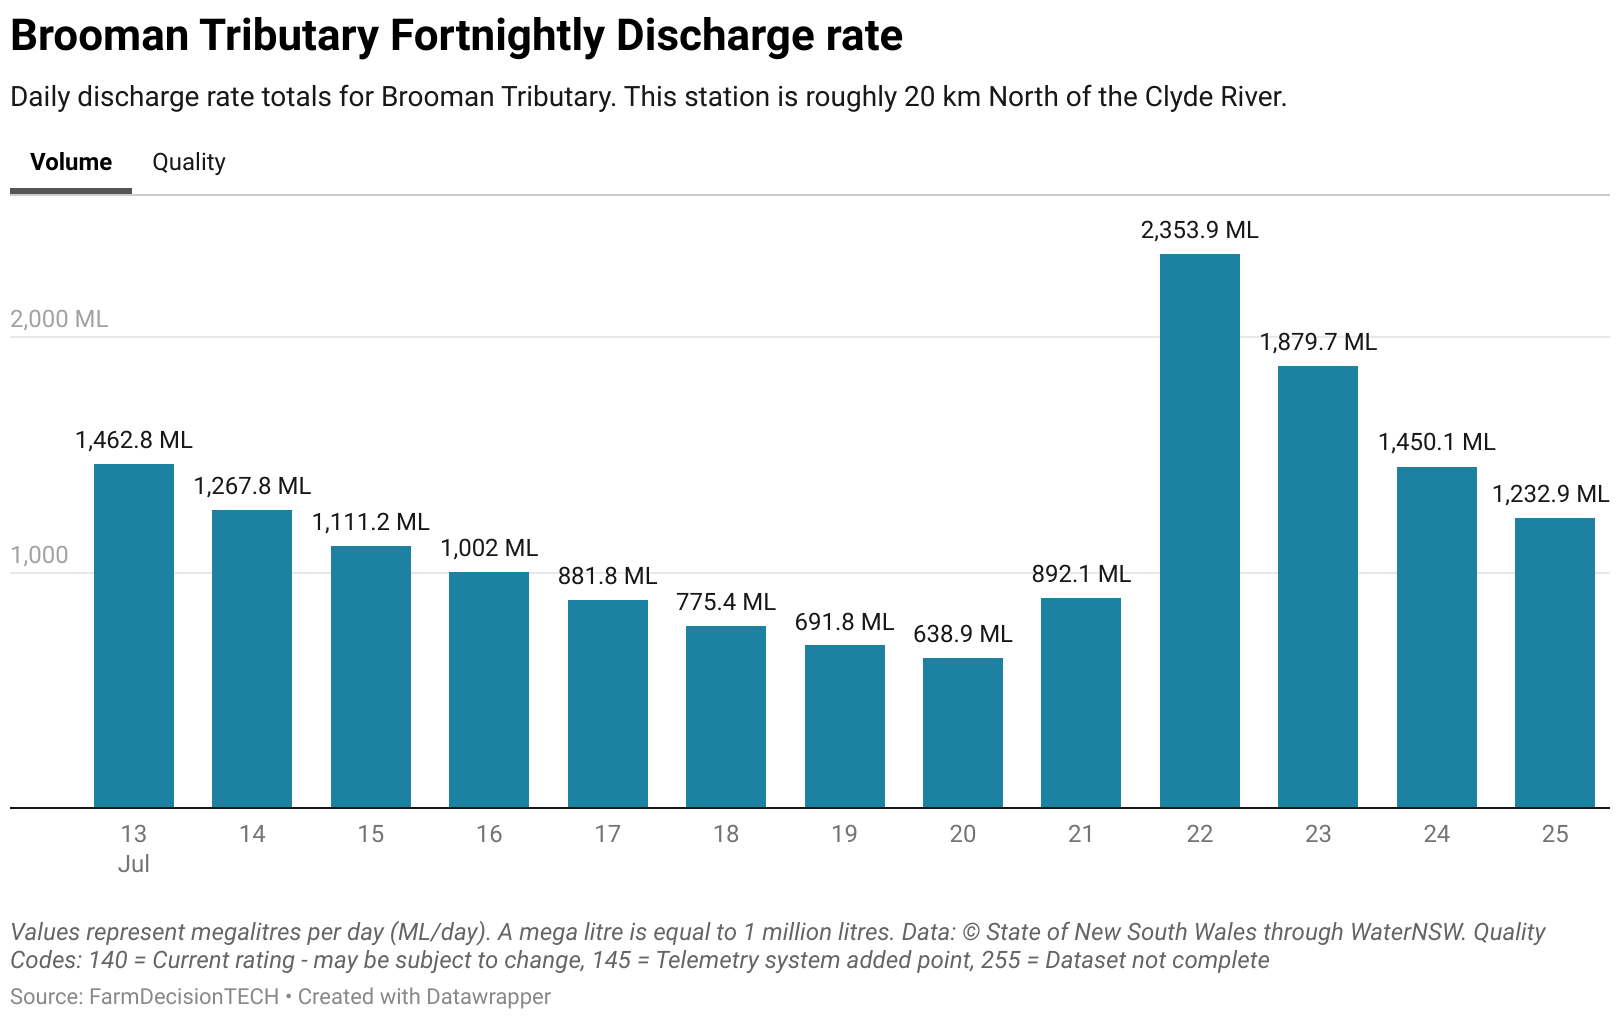 Brooman Tributary Fortnightly Discharge rate
Daily discharge rate totals for Brooman Tributary. This station is roughly 20 km North of the Clyde River.
Volume Quality
2,353.9 ML
2,000 ML
1,879.7 ML
1,462.8 ML
1,450.1 ML
1,267.8 ML
1,232.9 ML
1,111.2 ML
1,002 ML
1,000
881.8 ML
892.1 ML
775.4 ML
691.8 ML
638.9 ML
13 14 15 16 17 18 19 20 21 22 23 24 25
Jul
Values represent megalitres per day (ML/day). A mega litre is equal to 1 million litres. Data: © State of New South Wales through WaterNSW. Quality
Codes: 140 = Current rating - may be subject to change, 145 = Telemetry system added point, 255 = Dataset not complete
Source: FarmDecisionTECH • Created with Datawrapper